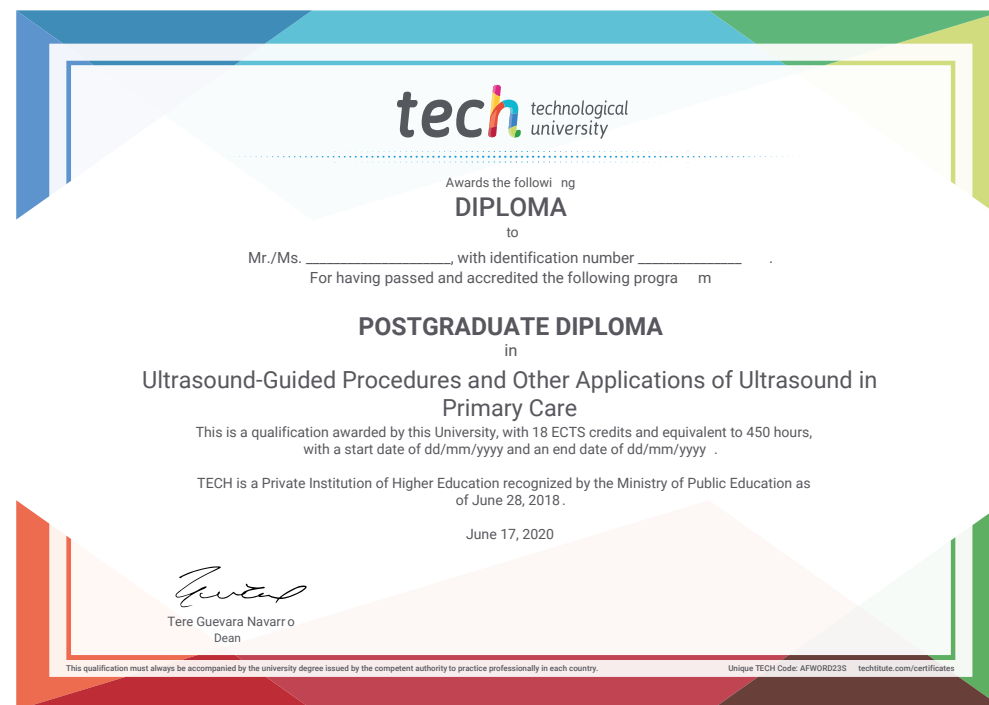 tech technological
university
Awards the followi ng
DIPLOMA
to
Mr./Ms. ____________________, with identification number ______________ .
For having passed and accredited the following progra m
POSTGRADUATE DIPLOMA
in
Ultrasound-Guided Procedures and Other Applications of Ultrasound in
Primary Care
This is a qualification awarded by this University, with 18 ECTS credits and equivalent to 450 hours,
with a start date of dd/mm/yyyy and an end date of dd/mm/yyyy .
TECH is a Private Institution of Higher Education recognized by the Ministry of Public Education as
of June 28, 2018.
June 17, 2020
Tere Guevara Navarro
Dean
This qualification must always be accompanied by the university degree issued by the competent authority to practice professionally in each country.
Unique TECH Code: AFWORD23S techtitute.com/certificates